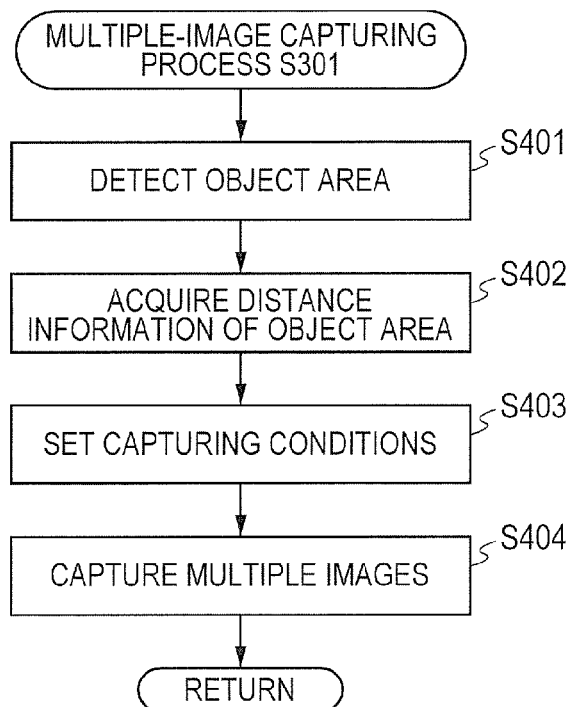 MULTIPLE-IMAGE CAPTURING
PROCESS S301
S401
DETECT OBJECT AREA
S402
ACQUIRE DISTANCE
INFORMATION OF OBJECT AREA
S403
SET CAPTURING CONDITIONS
S404
CAPTURE MULTIPLE IMAGES
RETURN